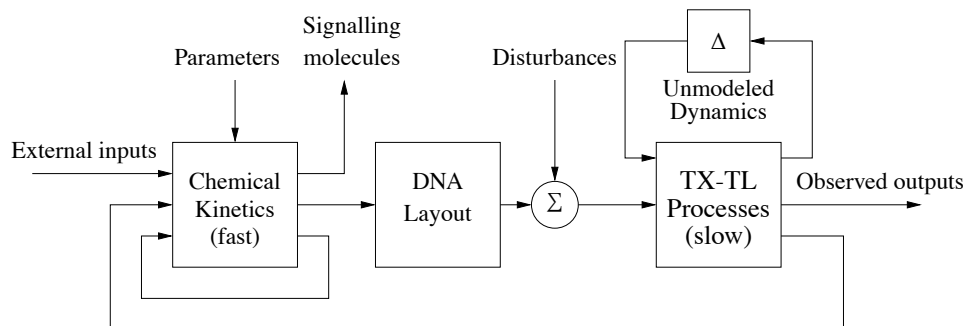 Signalling
molecules
Parameters
Disturbances
Δ
Unmodeled
Dynamics
External inputs
Chemical
Kinetics
(fast)
DNA
Layout
Σ
TX-TL
Processes
(slow)
Observed outputs